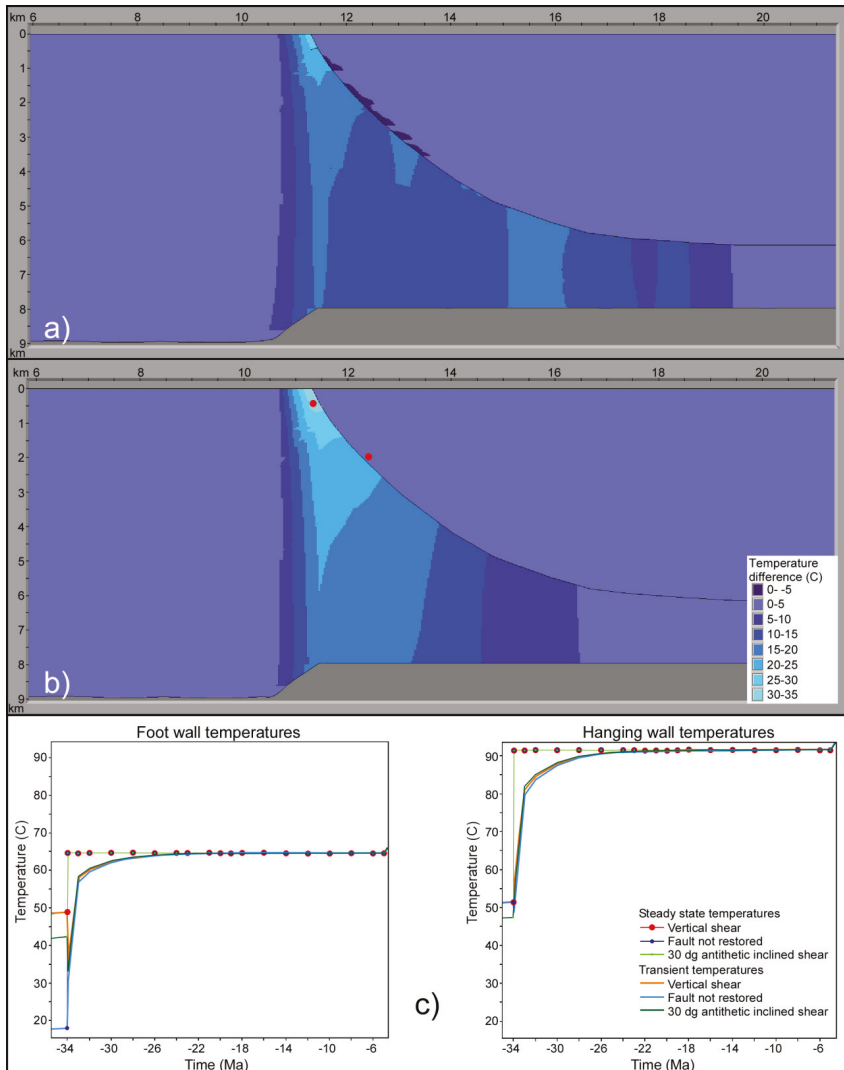 km 6 8 10 12 14 16 18 20
0
1
2
3
4
5
6
7
8
9
km
a)
km 6 8 10 12 14 16 18 20
0
1
2
3
4
5
6
7
8
9
km
b)
Temperature
difference (C)
0- -5
0-5
5-10
10-15
15-20
20-25
25-30
30-35
Foot wall temperatures
Temperature (C)
90
80
70
60
50
40
30
20
-34 -30 -26 -22 -18 -14 -10 -6
Time (Ma)
c)
Hanging wall temperatures
Temperature (C)
90
80
70
60
50
40
30
20
Steady state temperatures
Vertical shear
Fault not restored
30 dg antithetic inclined shear
Transient temperatures
Vertical shear
Fault not restored
30 dg antithetic inclined shear
-34 -30 -26 -22 -18 -14 -10 -6
Time (Ma)